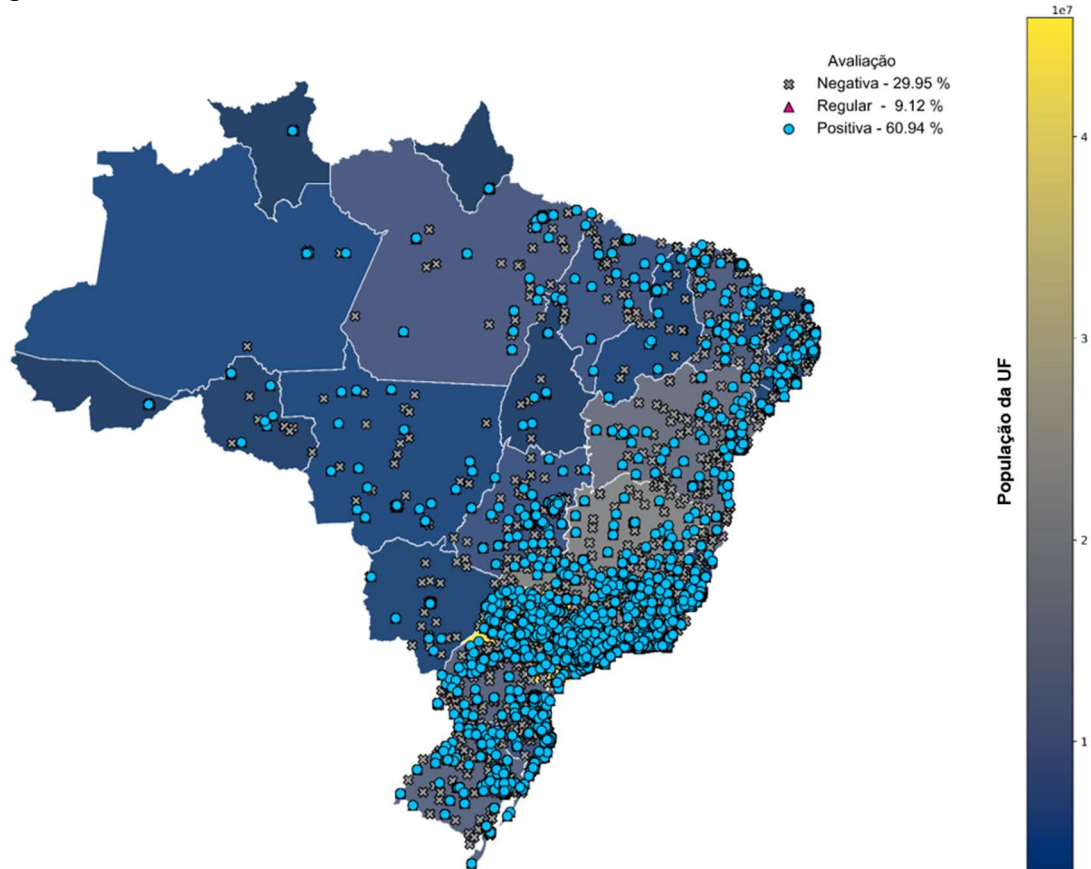 1e7
Avaliação
Negativa - 29.95 %
Regular - 9.12 %
Positiva - 60.94 %
4
3
População da UF
2
1